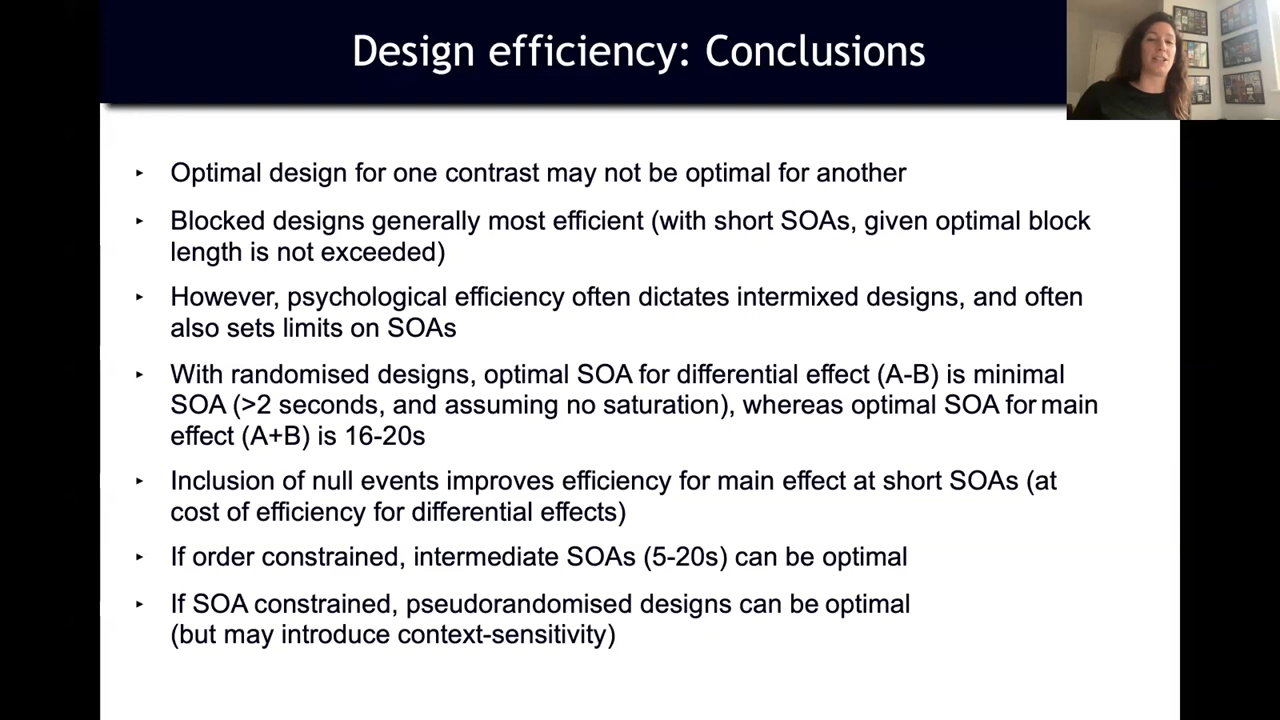 Design efficiency: Conclusions
‣ Optimal design for one contrast may not be optimal for another
‣ Blocked designs generally most efficient (with short SOAs, given optimal block
length is not exceeded)
‣ However, psychological efficiency often dictates intermixed designs, and often
also sets limits on SOAs
‣ With randomised designs, optimal SOA for differential effect (A-B) is minimal
SOA (>2 seconds, and assuming no saturation), whereas optimal SOA for main
effect (A+B) is 16-20s
‣ Inclusion of null events improves efficiency for main effect at short SOAs (at
cost of efficiency for differential effects)
‣ If order constrained, intermediate SOAs (5-20s) can be optimal
‣ If SOA constrained, pseudorandomised designs can be optimal
(but may introduce context-sensitivity)